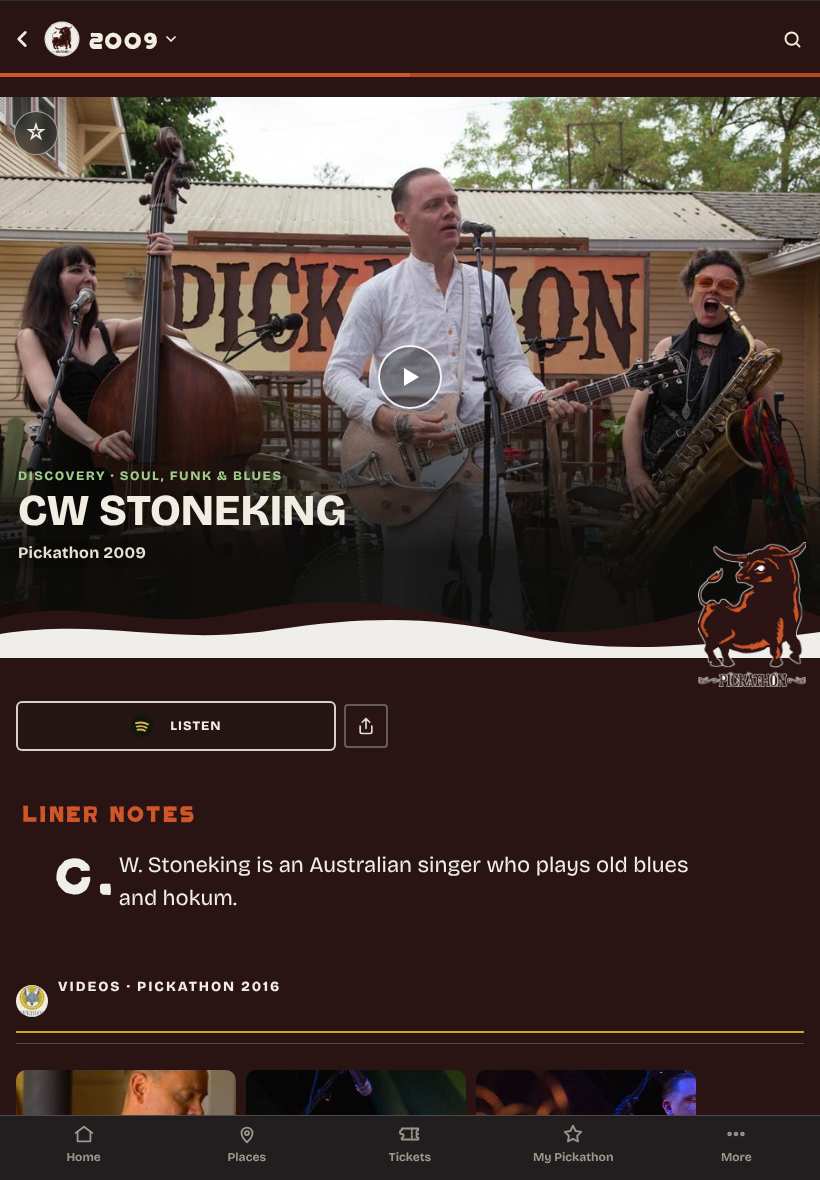 2009
PICKATHON
DISCOVERY · SOUL, FUNK & BLUES
CW STONEKING
Pickathon 2009
PICKATHON
LISTEN
LINER NOTES
C. W. Stoneking is an Australian singer who plays old blues
and hokum.
VIDEOS · PICKATHON 2016
Home
Places
Tickets
My Pickathon
More